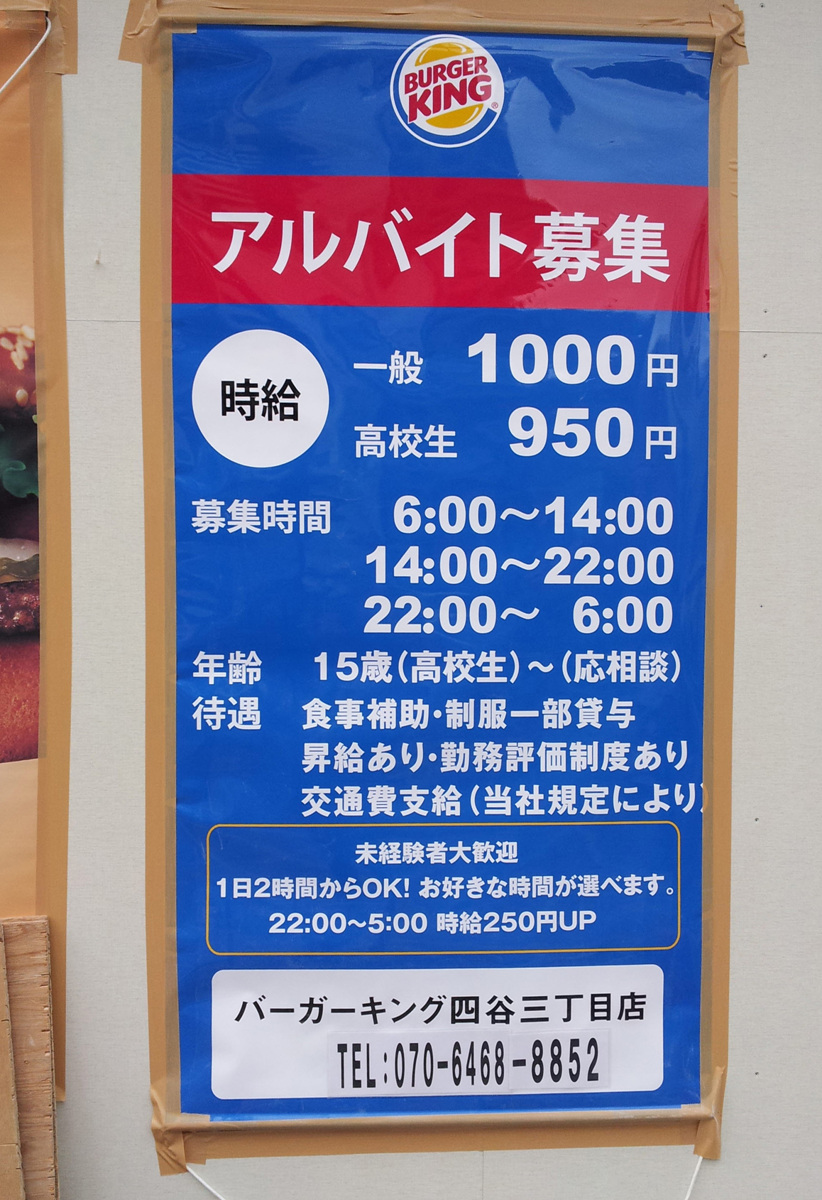 BURGER
KING®
アルバイト募集
時給
一般 1000円
高校生 950円
募集時間 6:00～14:00
14:00～22:00
22:00～ 6:00
年齢 15歳(高校生)～(応相談)
待遇 食事補助・制服一部貸与
昇給あり・勤務評価制度あり
交通費支給(当社規定により)
未経験者大歓迎
1日2時間からOK! お好きな時間が選べます。
22:00～5:00 時給250円UP
バーガーキング四谷三丁目店
TEL:070-6468-8852